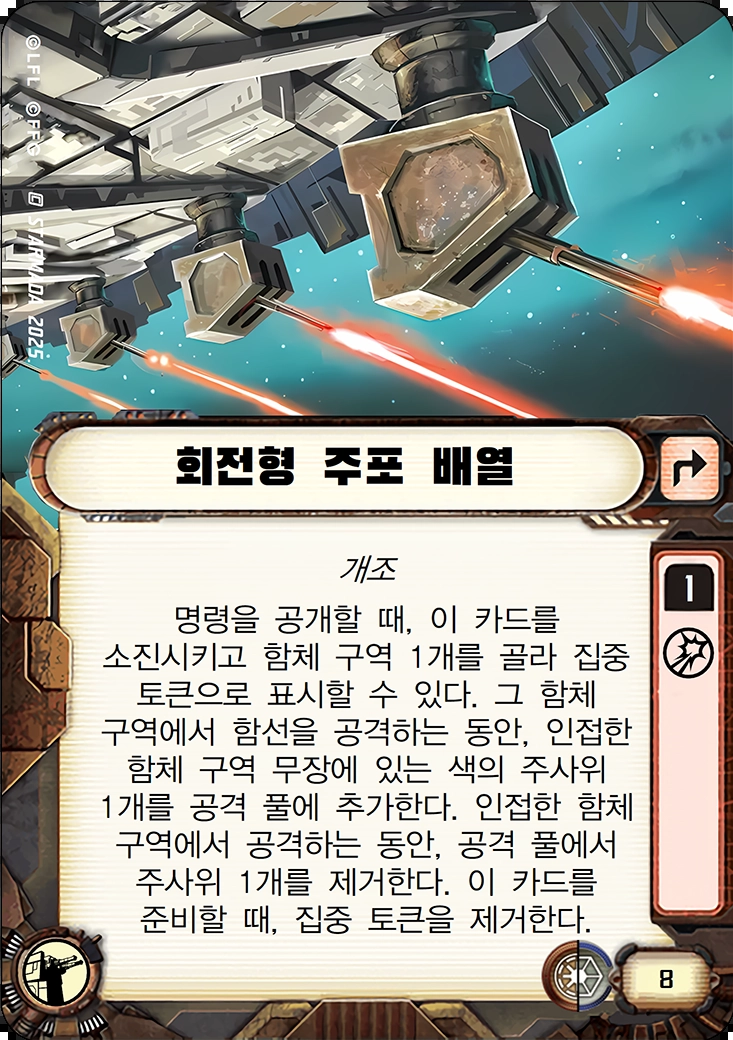 ©LFL ©FFG © STARMADA 2025
회전형 주포 배열
1
개조
명령을 공개할 때, 이 카드를
소진시키고 함체 구역 1개를 골라 집중
토큰으로 표시할 수 있다. 그 함체
구역에서 함선을 공격하는 동안, 인접한
함체 구역 무장에 있는 색의 주사위
1개를 공격 풀에 추가한다. 인접한 함체
구역에서 공격하는 동안, 공격 풀에서
주사위 1개를 제거한다. 이 카드를
준비할 때, 집중 토큰을 제거한다.
8